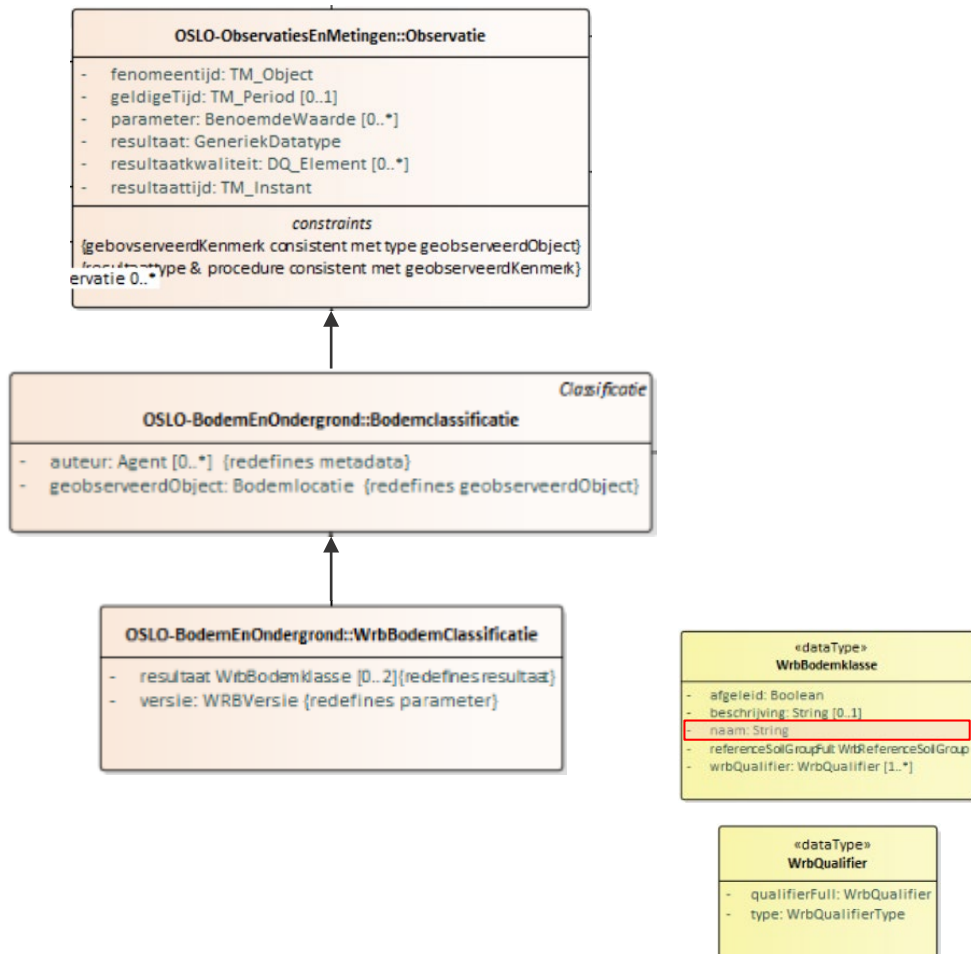 OSLO-ObservatiesEnMetingen::Observatie
- fenomeentijd: TM_Object
- geldigeTijd: TM_Period [0..1]
- parameter: BenoemdeWaarde [0..*]
- resultaat: GeneriekDatatype
- resultaatkwaliteit: DQ_Element [0..*]
- resultaattijd: TM_Instant
constraints
{gebovserveerdKenmerk consistent met type geobserveerdObject}
{resultaattype & procedure consistent met geobserveerdKenmerk}
ervatie 0..*
Classificatie
OSLO-BodemEnOndergrond::Bodemclassificatie
- auteur: Agent [0..*] {redefines metadata}
- geobserveerdObject: Bodemlocatie {redefines geobserveerdObject}
OSLO-BodemEnOndergrond::WrbBodemClassificatie
- resultaat WrbBodemklasse [0..2]{redefines resultaat}
- versie: WRBVersie {redefines parameter}
«dataType»
WrbBodemklasse
- afgeleid: Boolean
- beschrijving: String [0..1]
- naam: String
- referenceSoilGroupFull: WrbReferenceSoilGroup
- wrbQualifier: WrbQualifier [1..*]
«dataType»
WrbQualifier
- qualifierFull: WrbQualifier
- type: WrbQualifierType